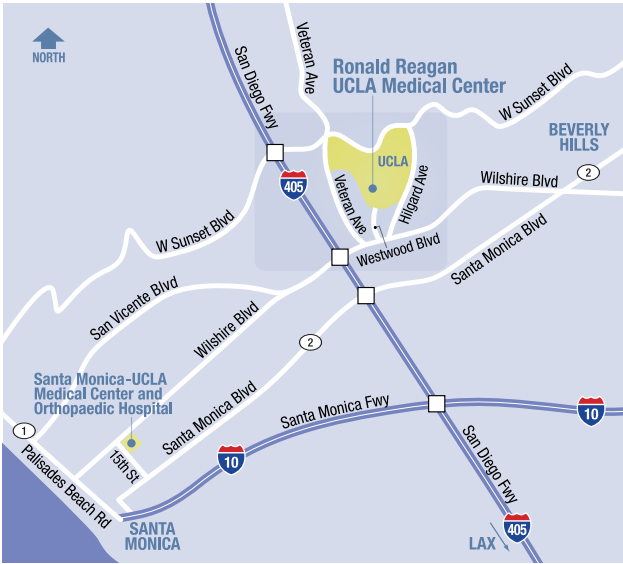 NORTH
San Diego Fwy
Veteran Ave
Ronald Reagan
UCLA Medical Center
W Sunset Blvd
BEVERLY
HILLS
2
UCLA
405
Veteran Ave
Hilgard Ave
Wilshire Blvd
W Sunset Blvd
Westwood Blvd
Santa Monica Blvd
San Vicente Blvd
Wilshire Blvd
2
Santa Monica-UCLA
Medical Center and
Orthopaedic Hospital
Santa Monica Blvd
Santa Monica Fwy
10
1
15th St
10
Palisades Beach Rd
San Diego Fwy
SANTA
MONICA
405
LAX